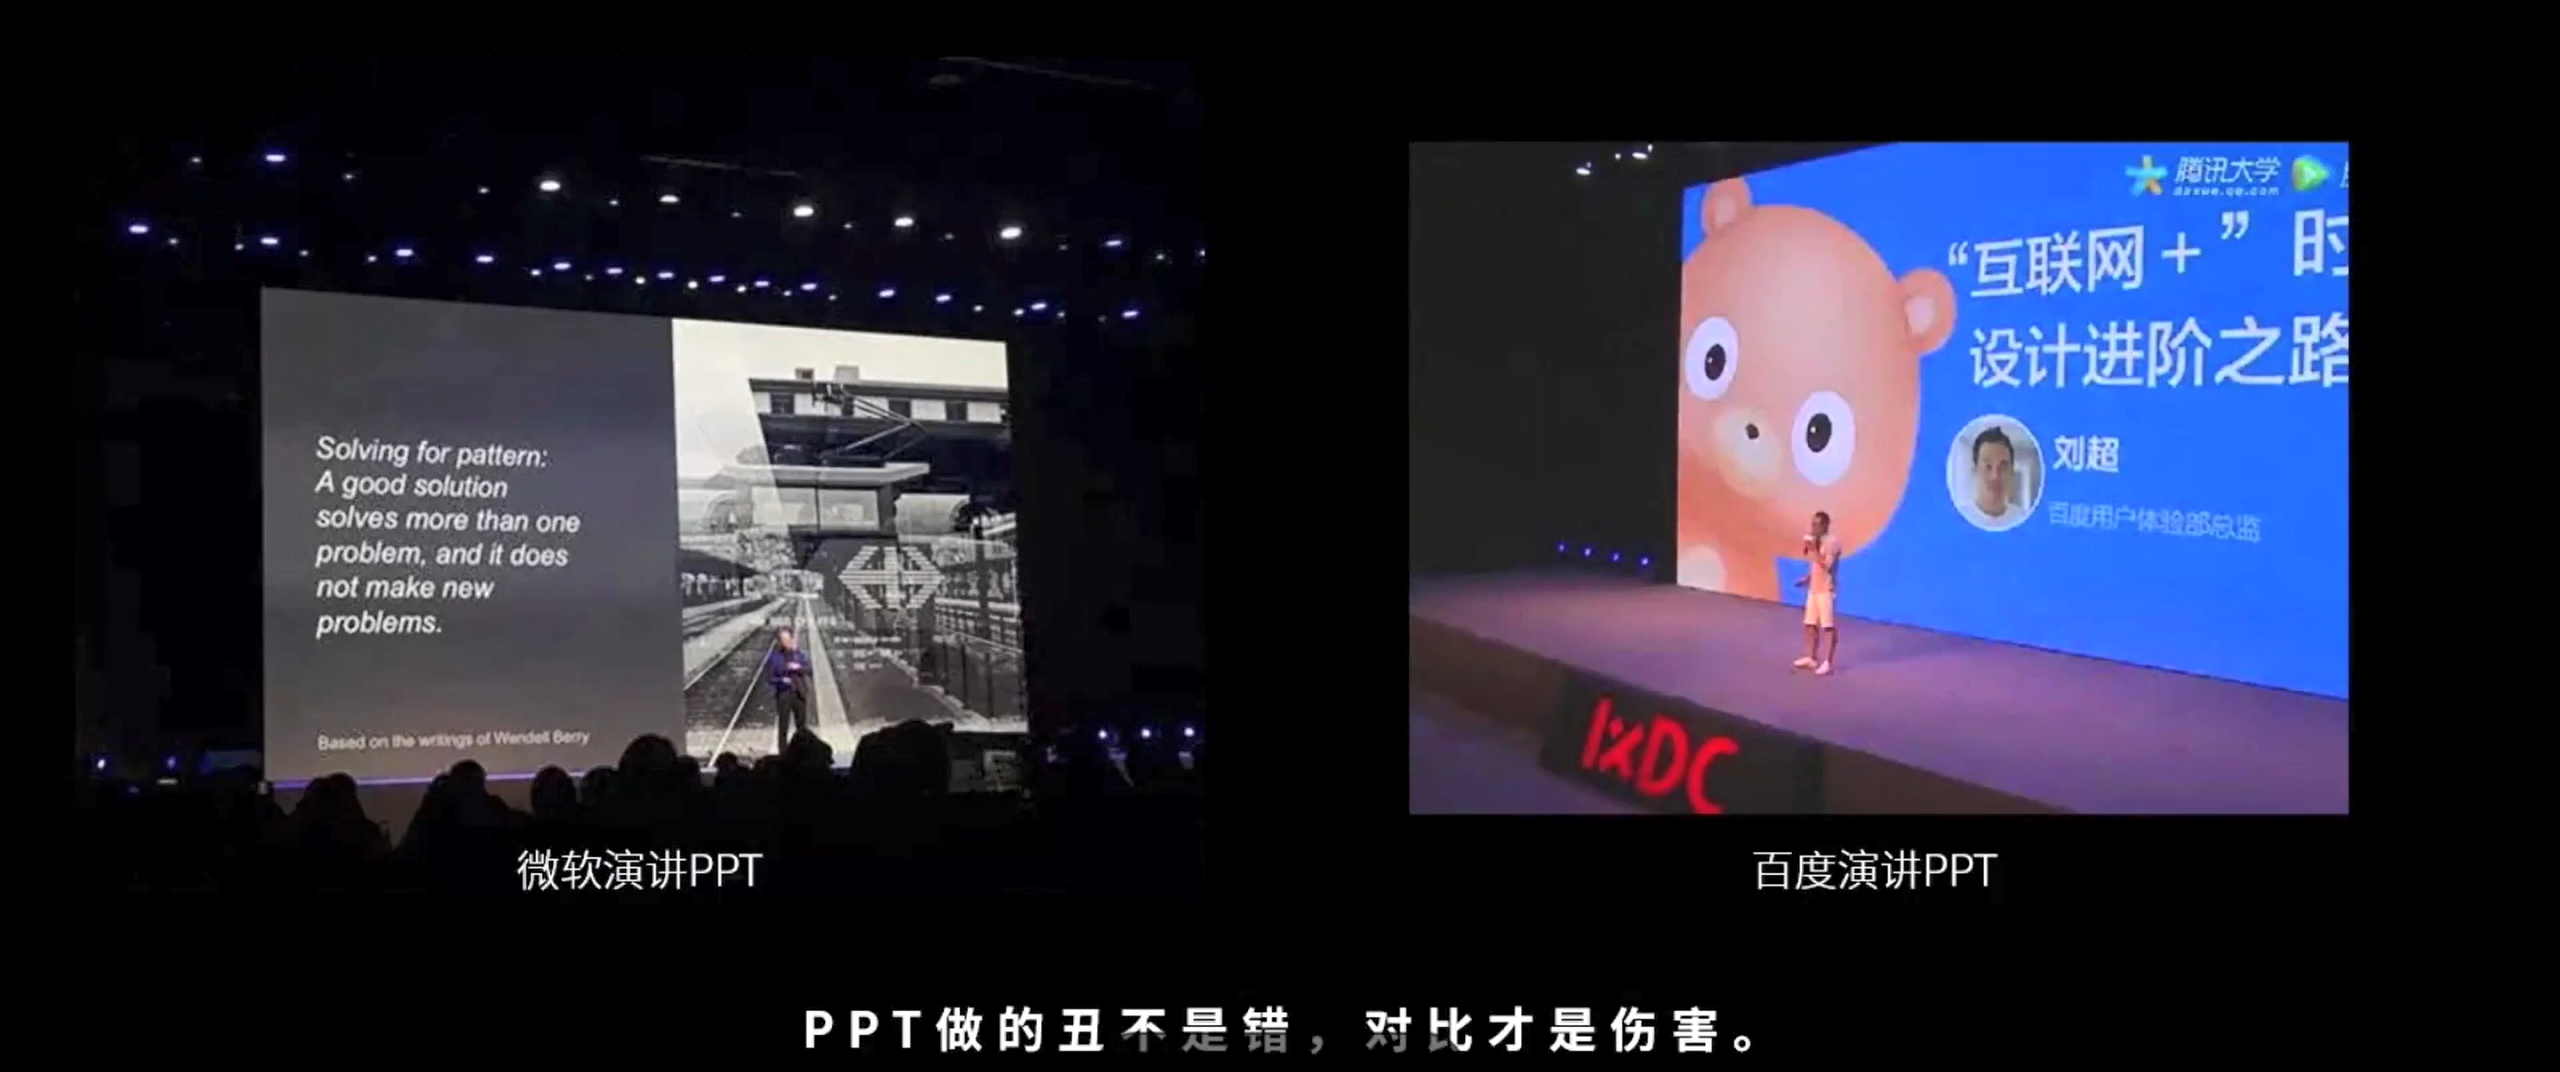 Solving for pattern:
A good solution
solves more than one
problem, and it does
not make new
problems.
Based on the writings of Wendell Berry
微软演讲PPT
腾讯大学
daxue.qq.com
“互联网+”时
设计进阶之路
刘超
百度用户体验部总监
IxDC
百度演讲PPT
PPT做的丑不是错，对比才是伤害。